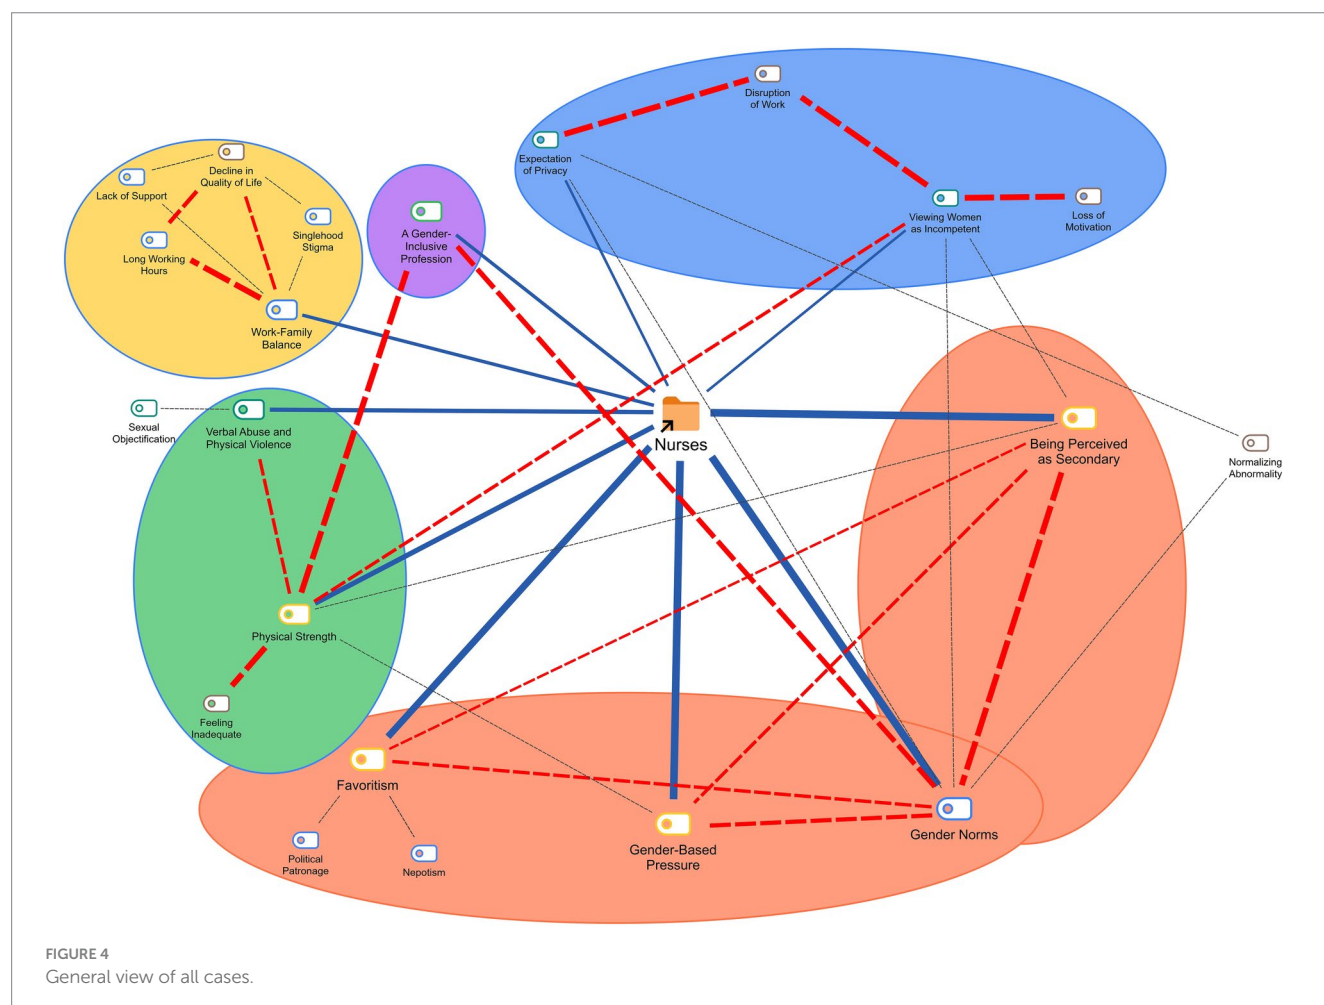 Disruption
of Work
Expectation
of Privacy
Viewing Women
as Incompetent
Loss of
Motivation
Decline in
Quality of Life
Lack of Support
Singlehood
Stigma
Long Working
Hours
Work-Family
Balance
A Gender-
Inclusive
Profession
Sexual
Objectification
Verbal Abuse and
Physical Violence
Nurses
Being Perceived
as Secondary
Normalizing
Abnormality
Physical Strength
Feeling
Inadequate
Favoritism
Political
Patronage
Nepotism
Gender-Based
Pressure
Gender Norms
FIGURE 4
General view of all cases.